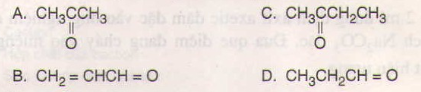 A. CH₃CCH₃ C. CH₃CCH₂CH₃
O O
B. CH₂=CHCH=O D. CH₃CH₂CH=O